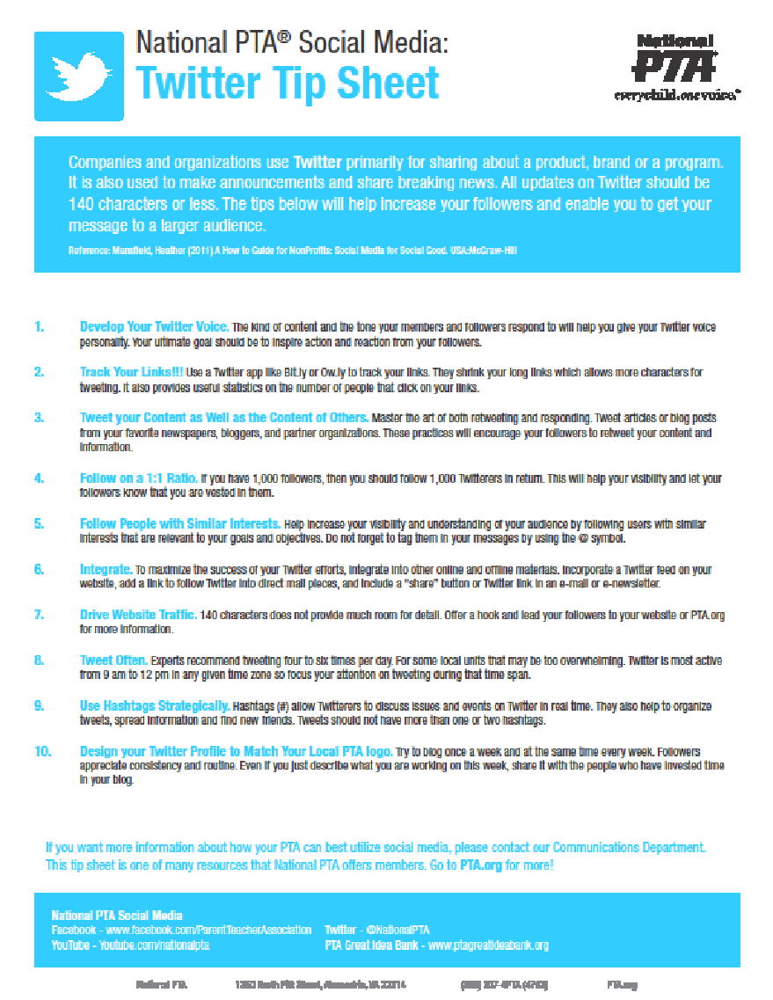 National PTA® Social Media:
Twitter Tip Sheet
National
PTA®
everychild.onevoice.®
Companies and organizations use Twitter primarily for sharing about a product, brand or a program.
It is also used to make announcements and share breaking news. All updates on Twitter should be
140 characters or less. The tips below will help increase your followers and enable you to get your
message to a larger audience.
Reference: Mansfield, Heather (2011) A How to Guide for NonProfits: Social Media for Social Good. USA:McGraw-Hill
1. Develop Your Twitter Voice. The kind of content and the tone your members and followers respond to will help you give your Twitter voice
personality. Your ultimate goal should be to inspire action and reaction from your followers.
2. Track Your Links!!! Use a Twitter app like Bit.ly or Ow.ly to track your links. They shrink your long links which allows more characters for
tweeting. It also provides useful statistics on the number of people that click on your links.
3. Tweet your Content as Well as the Content of Others. Master the art of both retweeting and responding. Tweet articles or blog posts
from your favorite newspapers, bloggers, and partner organizations. These practices will encourage your followers to retweet your content and
information.
4. Follow on a 1:1 Ratio. If you have 1,000 followers, then you should follow 1,000 Twitterers in return. This will help your visibility and let your
followers know that you are vested in them.
5. Follow People with Similar Interests. Help increase your visibility and understanding of your audience by following users with similar
interests that are relevant to your goals and objectives. Do not forget to tag them in your messages by using the @ symbol.
6. Integrate. To maximize the success of your Twitter efforts, integrate into other online and offline materials. Incorporate a Twitter feed on your
website, add a link to follow Twitter into direct mail pieces, and include a "share" button or Twitter link in an e-mail or e-newsletter.
7. Drive Website Traffic. 140 characters does not provide much room for detail. Offer a hook and lead your followers to your website or PTA.org
for more information.
8. Tweet Often. Experts recommend tweeting four to six times per day. For some local units that may be too overwhelming. Twitter is most active
from 9 am to 12 pm in any given time zone so focus your attention on tweeting during that time span.
9. Use Hashtags Strategically. Hashtags (#) allow Twitterers to discuss issues and events on Twitter in real time. They also help to organize
tweets, spread information and find new friends. Tweets should not have more than one or two hashtags.
10. Design your Twitter Profile to Match Your Local PTA logo. Try to blog once a week and at the same time every week. Followers
appreciate consistency and routine. Even if you just describe what you are working on this week, share it with the people who have invested time
in your blog.
If you want more information about how your PTA can best utilize social media, please contact our Communications Department.
This tip sheet is one of many resources that National PTA offers members. Go to PTA.org for more!
National PTA Social Media
Facebook - www.facebook.com/ParentTeacherAssociation Twitter - @NationalPTA
YouTube - Youtube.com/nationalpta PTA Great Idea Bank - www.ptagreatideabank.org
National PTA Street, Alexandria, VA 22314 PTA.org